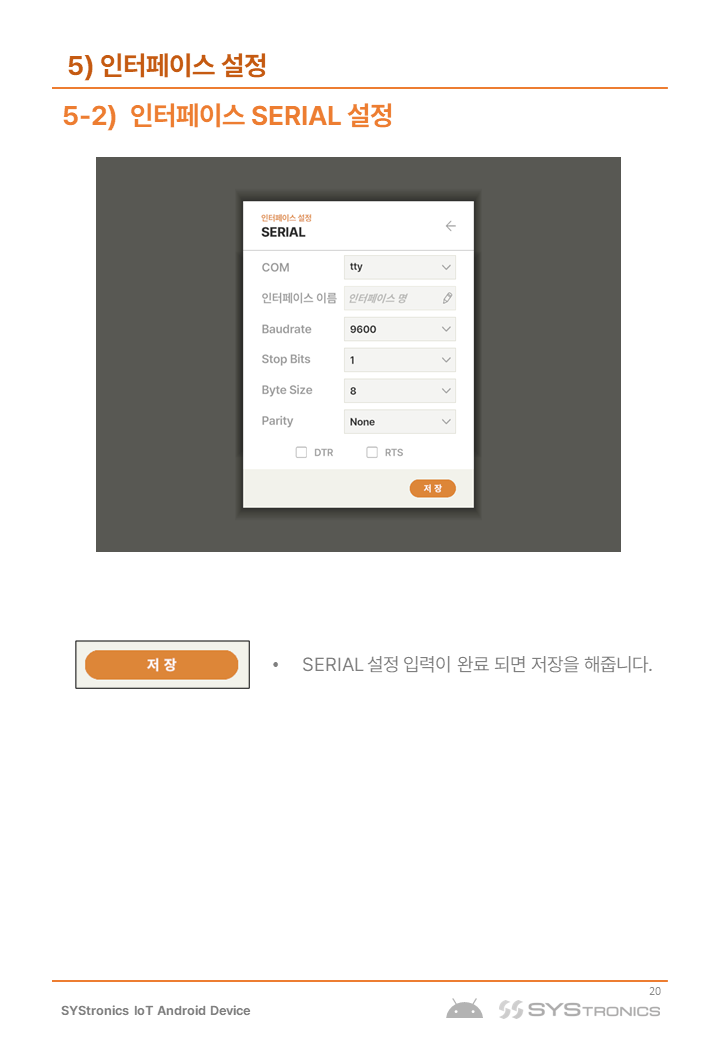 5) 인터페이스 설정
5-2) 인터페이스 SERIAL 설정
인터페이스 설정
SERIAL
COM tty
인터페이스 이름 인터페이스 명
Baudrate 9600
Stop Bits 1
Byte Size 8
Parity None
DTR RTS
저 장
저 장 • SERIAL 설정 입력이 완료 되면 저장을 해줍니다.
20
SYStronics IoT Android Device SYSTRONICS